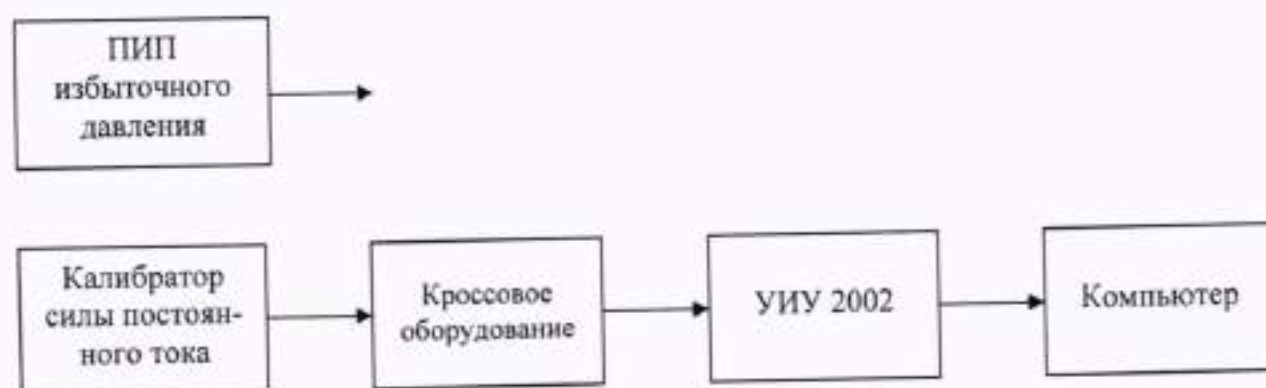 ПИП
избыточного
давления
Калибратор
силы постоян-
ного тока
Кроссовое
оборудование
УИУ 2002
Компьютер